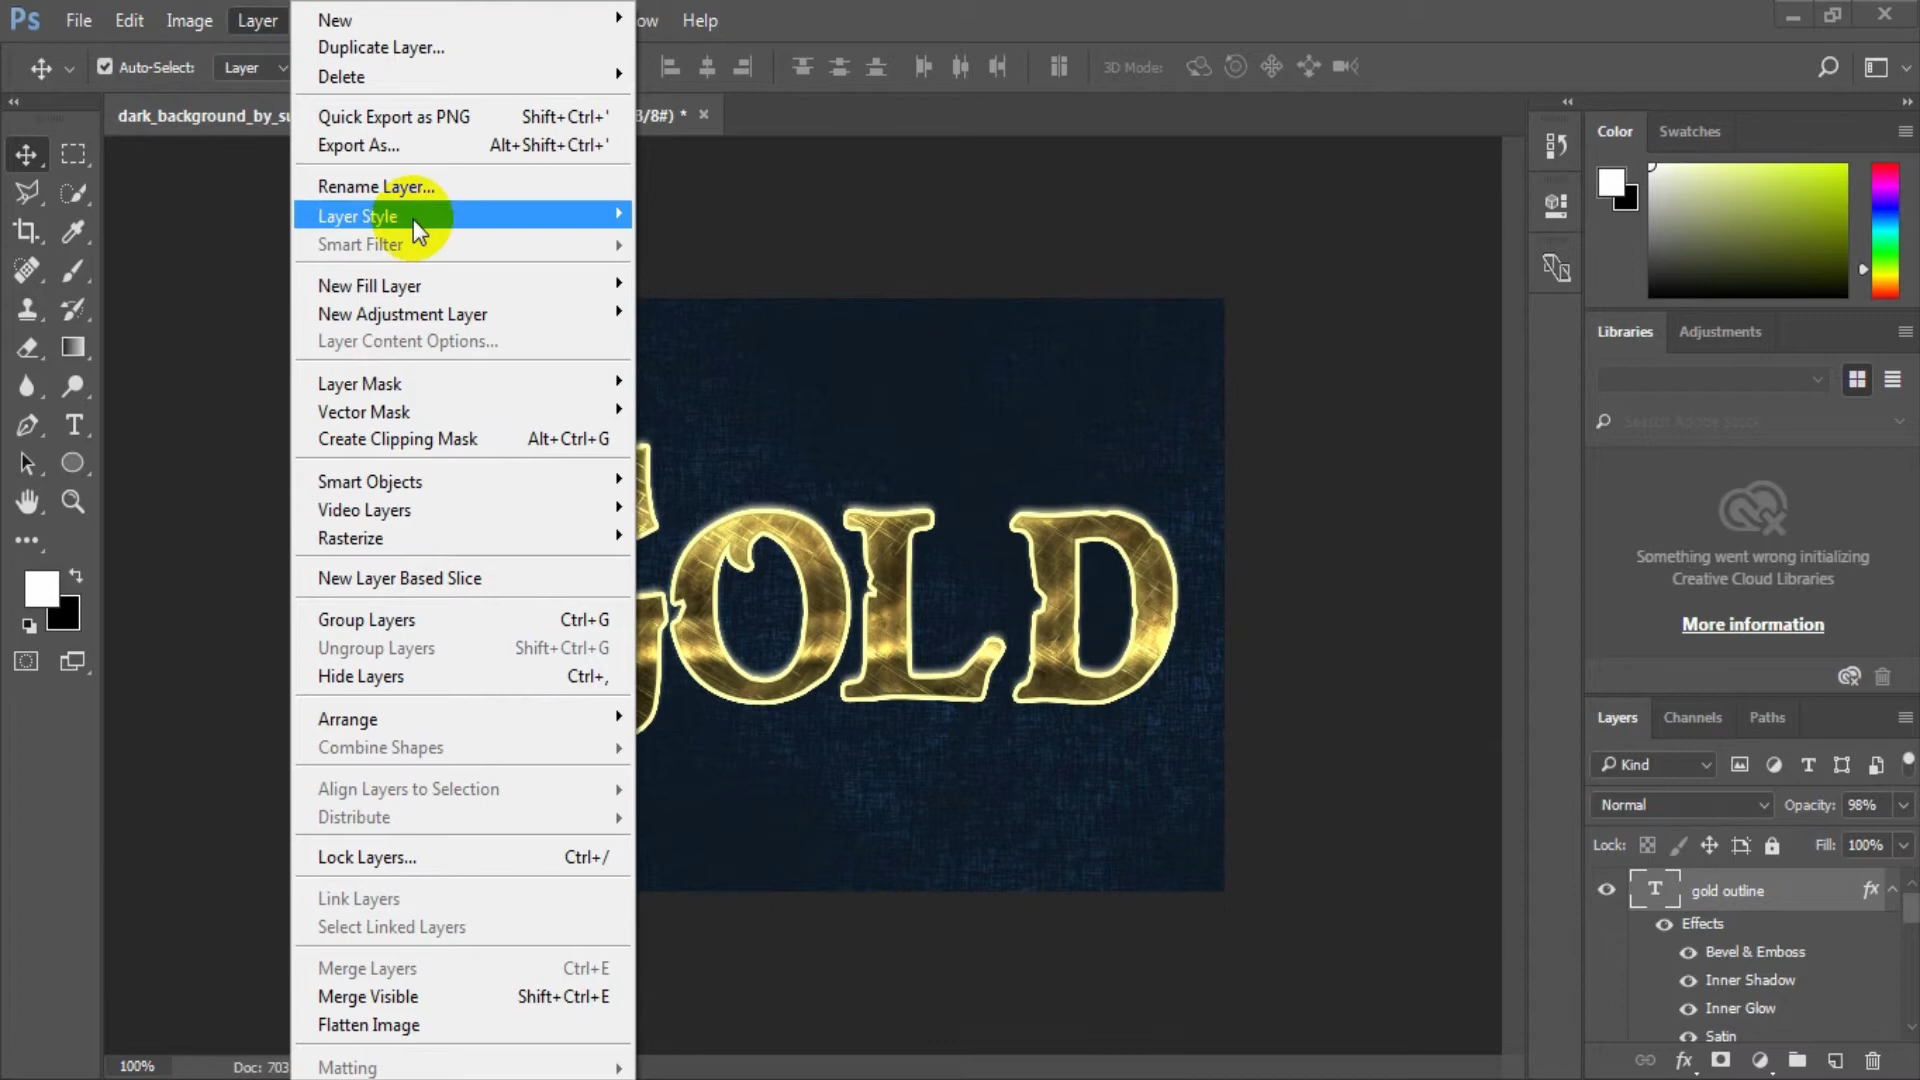 Ps File Edit Image Layer ow Help
Auto-Select: Layer 3D Mode:
dark_background_by_su 3/8#) *
New
Duplicate Layer...
Delete
Quick Export as PNG Shift+Ctrl+'
Export As... Alt+Shift+Ctrl+'
Rename Layer...
Layer Style
Smart Filter
New Fill Layer
New Adjustment Layer
Layer Content Options...
Layer Mask
Vector Mask
Create Clipping Mask Alt+Ctrl+G
Smart Objects
Video Layers
Rasterize
New Layer Based Slice
Group Layers Ctrl+G
Ungroup Layers Shift+Ctrl+G
Hide Layers Ctrl+,
Arrange
Combine Shapes
Align Layers to Selection
Distribute
Lock Layers... Ctrl+/
Link Layers
Select Linked Layers
Merge Layers Ctrl+E
Merge Visible Shift+Ctrl+E
Flatten Image
Matting
GOLD
100% Doc: 703
Color Swatches
Libraries Adjustments
Search Adobe Stock
Something went wrong initializing
Creative Cloud Libraries
More information
Layers Channels Paths
Kind
Normal Opacity: 98%
Lock: Fill: 100%
T gold outline fx
Effects
Bevel & Emboss
Inner Shadow
Inner Glow
Satin
fx